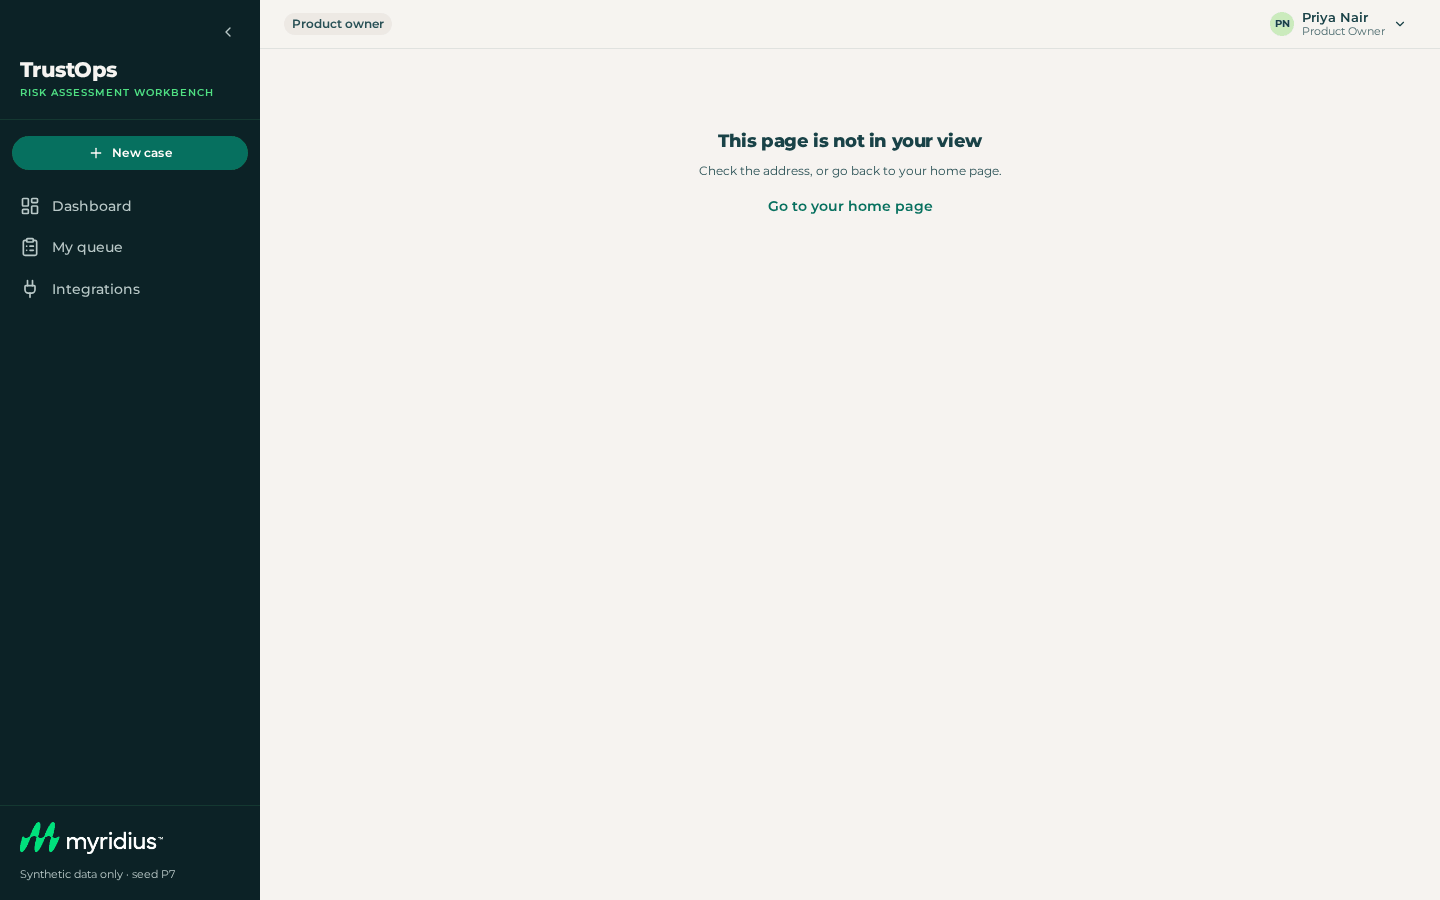 TrustOps
RISK ASSESSMENT WORKBENCH
New case
Dashboard
My queue
Integrations
myridius™
Synthetic data only · seed P7
Product owner
PN
Priya Nair
Product Owner
This page is not in your view
Check the address, or go back to your home page.
Go to your home page